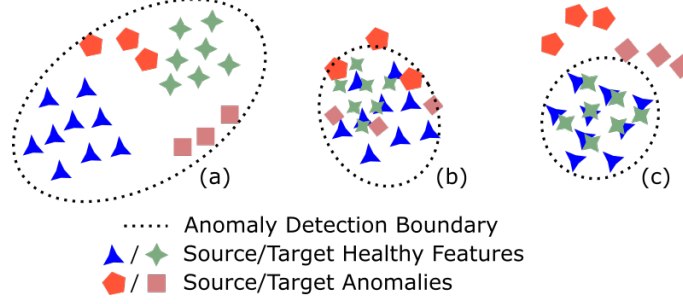 (a)
(b)
(c)
Anomaly Detection Boundary
/ Source/Target Healthy Features
/ Source/Target Anomalies